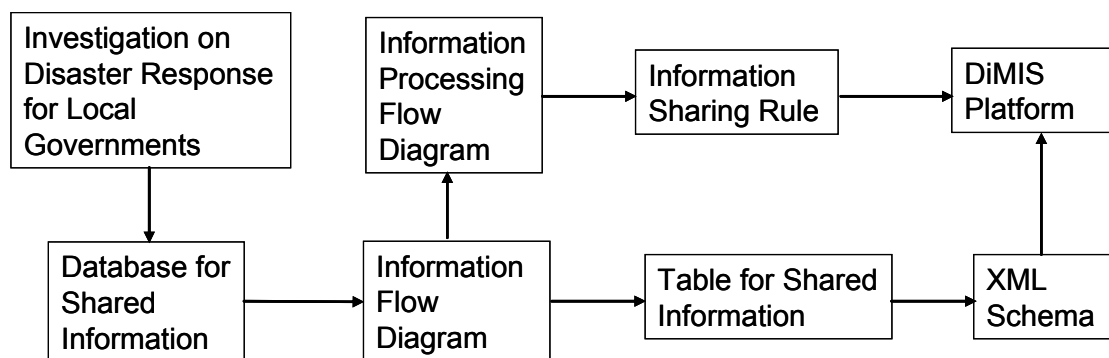 Investigation on
Disaster Response
for Local
Governments
Information
Processing
Flow
Diagram
Information
Sharing Rule
DiMIS
Platform
Database for
Shared
Information
Information
Flow
Diagram
Table for Shared
Information
XML
Schema